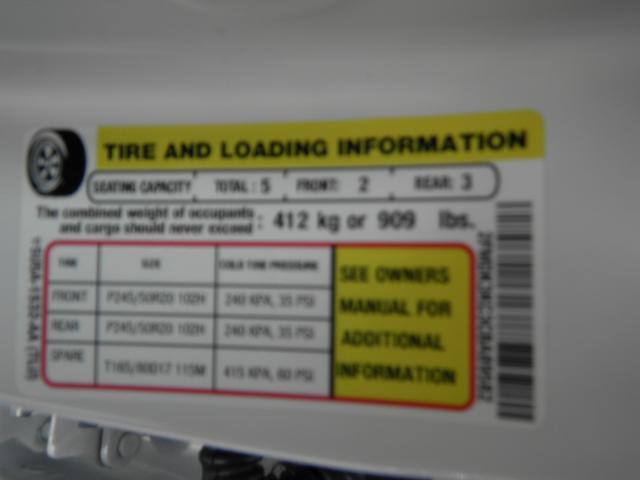 TIRE AND LOADING INFORMATION
SEATING CAPACITY TOTAL: 5 FRONT: 2 REAR: 3
The combined weight of occupants
and cargo should never exceed : 412 kg or 909 lbs.
TIRE SIZE COLD TIRE PRESSURE
FRONT P245/50R20 102H 240 KPA, 35 PSI
REAR P245/50R20 102H 240 KPA, 35 PSI
SPARE T165/80D17 115M 415 KPA, 60 PSI
SEE OWNERS
MANUAL FOR
ADDITIONAL
INFORMATION